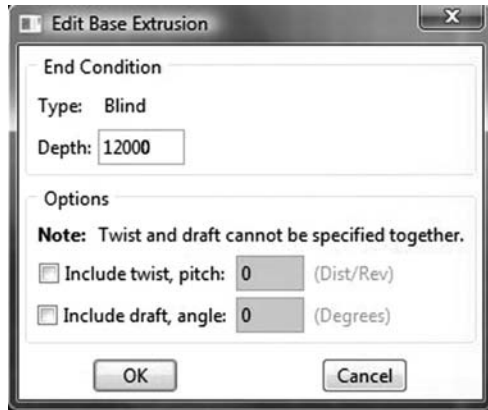 Edit Base Extrusion
End Condition
Type: Blind
Depth: 12000
Options
Note: Twist and draft cannot be specified together.
Include twist, pitch: 0 (Dist/Rev)
Include draft, angle: 0 (Degrees)
OK Cancel